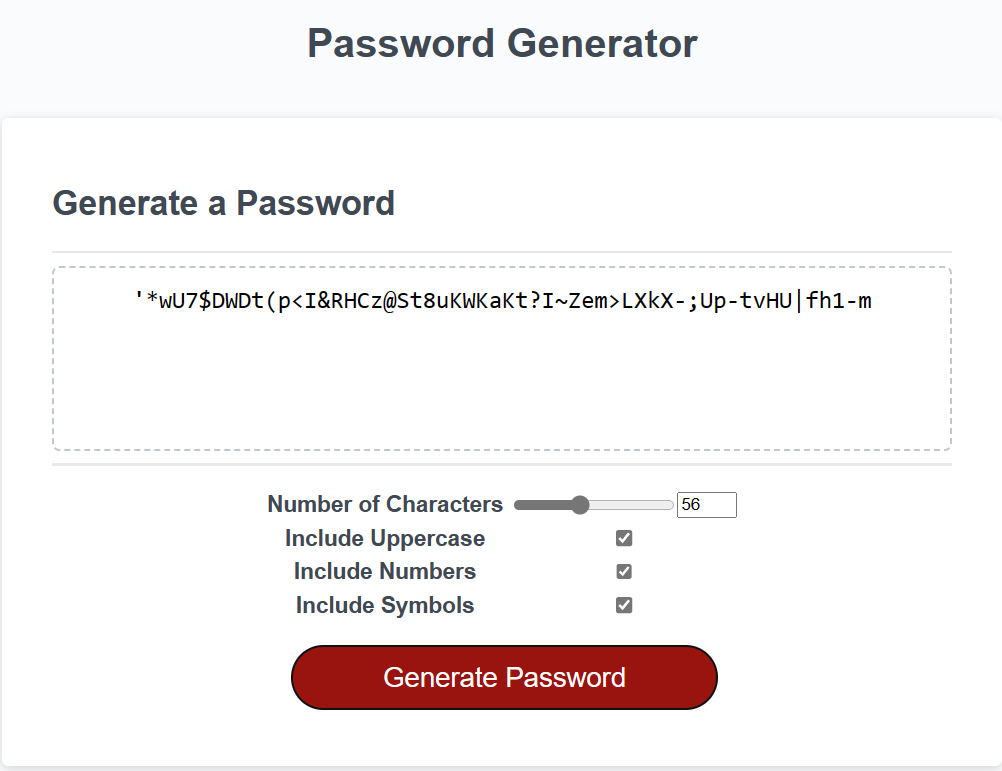 Password Generator
Generate a Password
'*wU7$DWDt(p<I&RHCz@St8uKWKaKt?I~Zem>LXkX-;Up-tvHU|fh1-m
Number of Characters 56
Include Uppercase
Include Numbers
Include Symbols
Generate Password